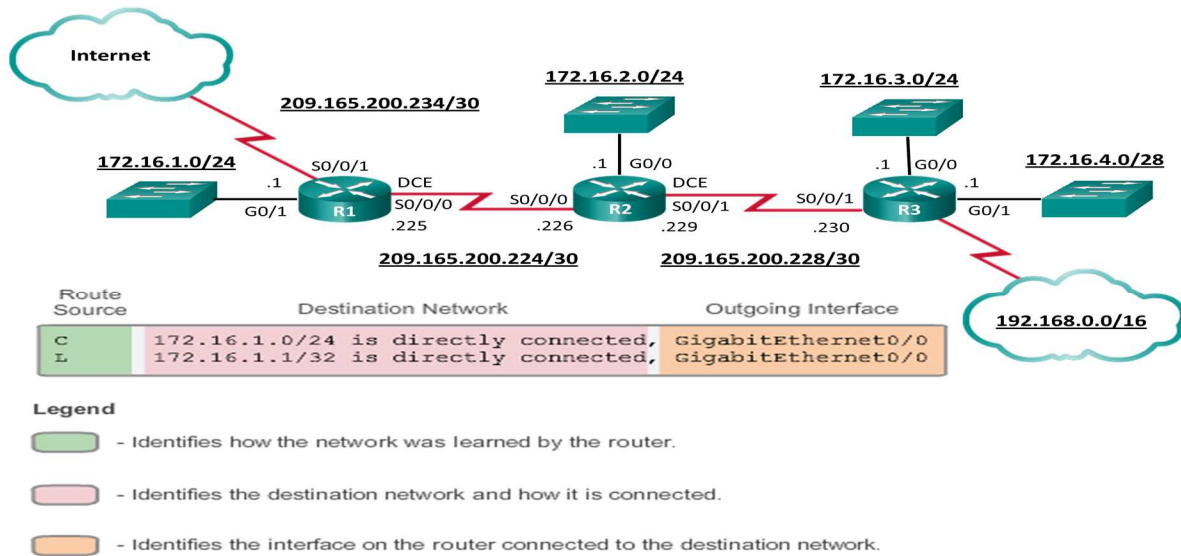 Internet
172.16.2.0/24
172.16.3.0/24
209.165.200.234/30
172.16.1.0/24
172.16.4.0/28
S0/0/1
.1
G0/0
.1
G0/0
.1
DCE
DCE
.1
G0/1
R1
S0/0/0
S0/0/0
R2
S0/0/1
S0/0/1
R3
G0/1
.225
.226
.229
.230
209.165.200.224/30
209.165.200.228/30
192.168.0.0/16
Route Source
Destination Network
Outgoing Interface
C 172.16.1.0/24 is directly connected, GigabitEthernet0/0
L 172.16.1.1/32 is directly connected, GigabitEthernet0/0
Legend
- Identifies how the network was learned by the router.
- Identifies the destination network and how it is connected.
- Identifies the interface on the router connected to the destination network.